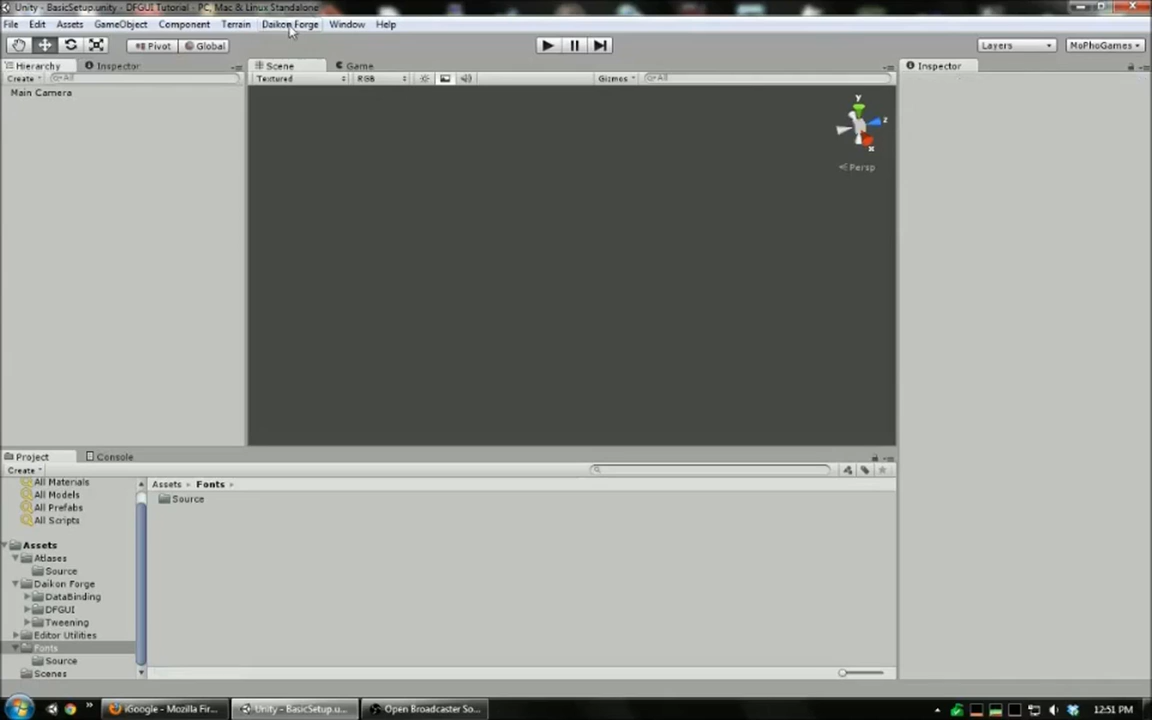 Unity - BasicSetup.unity - DFGUI Tutorial - PC, Mac & Linux Standalone
File Edit Assets GameObject Component Terrain Daikon Forge Window Help
Pivot Global Layers MoPhoGames
Hierarchy Inspector Scene Game Inspector
Create All Textured RGB Gizmos All
Main Camera
y
z
x
Persp
Project Console
Create
All Materials
Assets Fonts
All Models
Source
All Prefabs
All Scripts
Assets
Atlases
Source
Daikon Forge
DataBinding
DFGUI
Tweening
Editor Utilities
Fonts
Source
Scenes
iGoogle - Mozilla Fir... Unity - BasicSetup.u... Open Broadcaster So... 12:51 PM